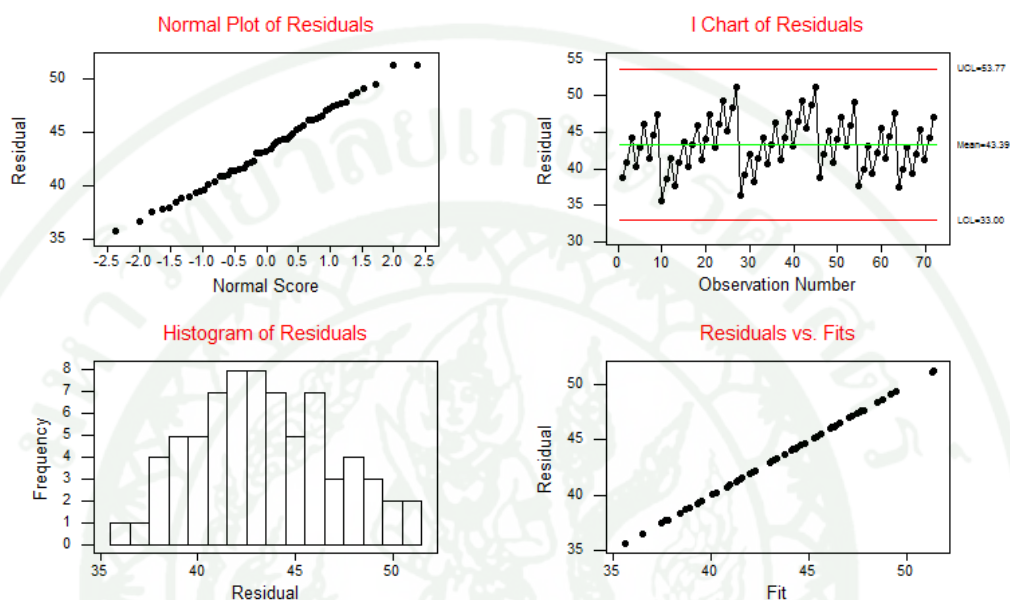 Normal Plot of Residuals
50
45
40
35
Residual
-2.5 -2.0 -1.5 -1.0 -0.5 0.0 0.5 1.0 1.5 2.0 2.5
Normal Score
I Chart of Residuals
55
50
45
40
35
30
Residual
UCL=53.77
Mean=43.39
LCL=33.00
0 10 20 30 40 50 60 70
Observation Number
Histogram of Residuals
8
7
6
5
4
3
2
1
0
Frequency
35 40 45 50
Residual
Residuals vs. Fits
50
45
40
35
Residual
35 40 45 50
Fit